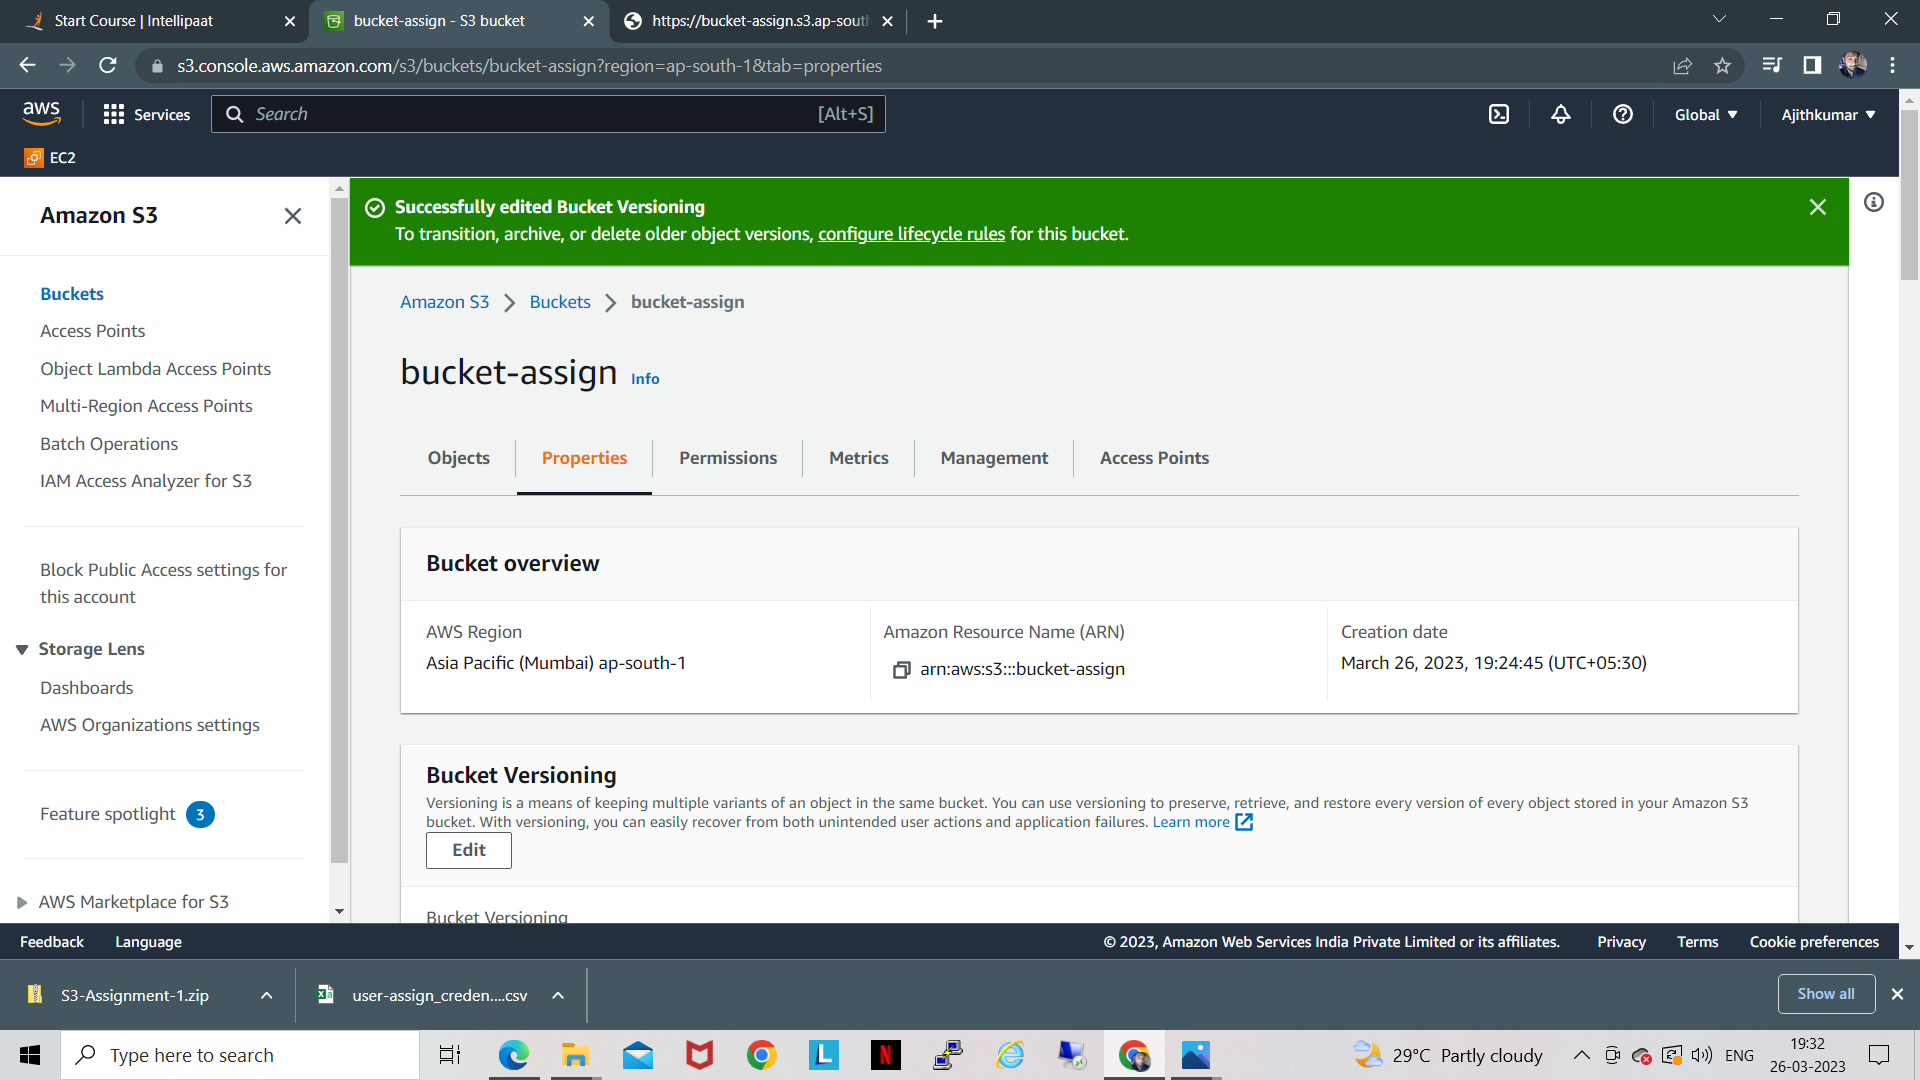 Start Course | Intellipaat
bucket-assign - S3 bucket
https://bucket-assign.s3.ap-south
s3.console.aws.amazon.com/s3/buckets/bucket-assign?region=ap-south-1&tab=properties
aws
Services
Search
[Alt+S]
Global
Ajithkumar
EC2
Amazon S3
Buckets
Access Points
Object Lambda Access Points
Multi-Region Access Points
Batch Operations
IAM Access Analyzer for S3
Block Public Access settings for
this account
Storage Lens
Dashboards
AWS Organizations settings
Feature spotlight 3
AWS Marketplace for S3
Successfully edited Bucket Versioning
To transition, archive, or delete older object versions, configure lifecycle rules for this bucket.
Amazon S3
Buckets
bucket-assign
bucket-assign Info
Objects
Properties
Permissions
Metrics
Management
Access Points
Bucket overview
AWS Region
Asia Pacific (Mumbai) ap-south-1
Amazon Resource Name (ARN)
arn:aws:s3:::bucket-assign
Creation date
March 26, 2023, 19:24:45 (UTC+05:30)
Bucket Versioning
Versioning is a means of keeping multiple variants of an object in the same bucket. You can use versioning to preserve, retrieve, and restore every version of every object stored in your Amazon S3
bucket. With versioning, you can easily recover from both unintended user actions and application failures. Learn more
Edit
Bucket Versioning
Feedback
Language
© 2023, Amazon Web Services India Private Limited or its affiliates.
Privacy
Terms
Cookie preferences
S3-Assignment-1.zip
user-assign_creden....csv
Show all
Type here to search
L
N
29°C Partly cloudy
ENG
19:32
26-03-2023